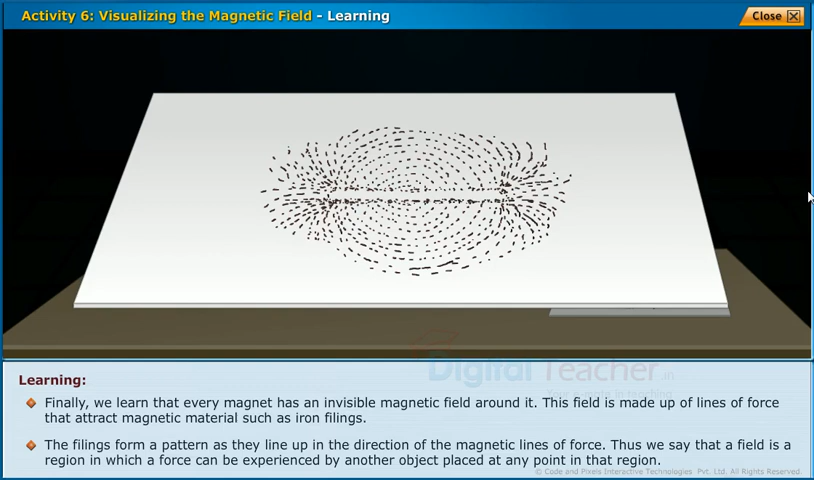 Activity 6: Visualizing the Magnetic Field - Learning
Close
Digital Teacher.in
Learning:
Finally, we learn that every magnet has an invisible magnetic field around it. This field is made up of lines of force
that attract magnetic material such as iron filings.
The filings form a pattern as they line up in the direction of the magnetic lines of force. Thus we say that a field is a
region in which a force can be experienced by another object placed at any point in that region.
© Code and Pixels Interactive Technologies Pvt. Ltd. All Rights Reserved.